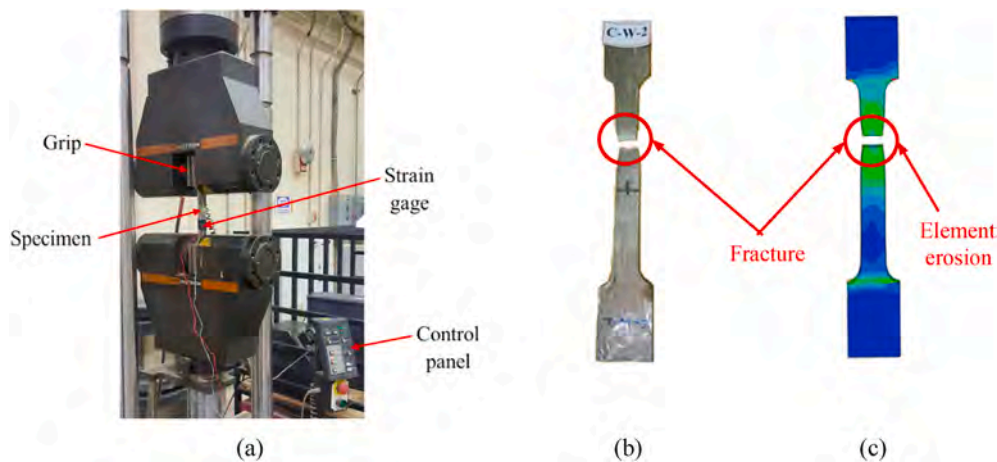 C-W-2
Grip
Strain
gage
Specimen
Fracture
Element
erosion
Control
panel
(a)
(b)
(c)